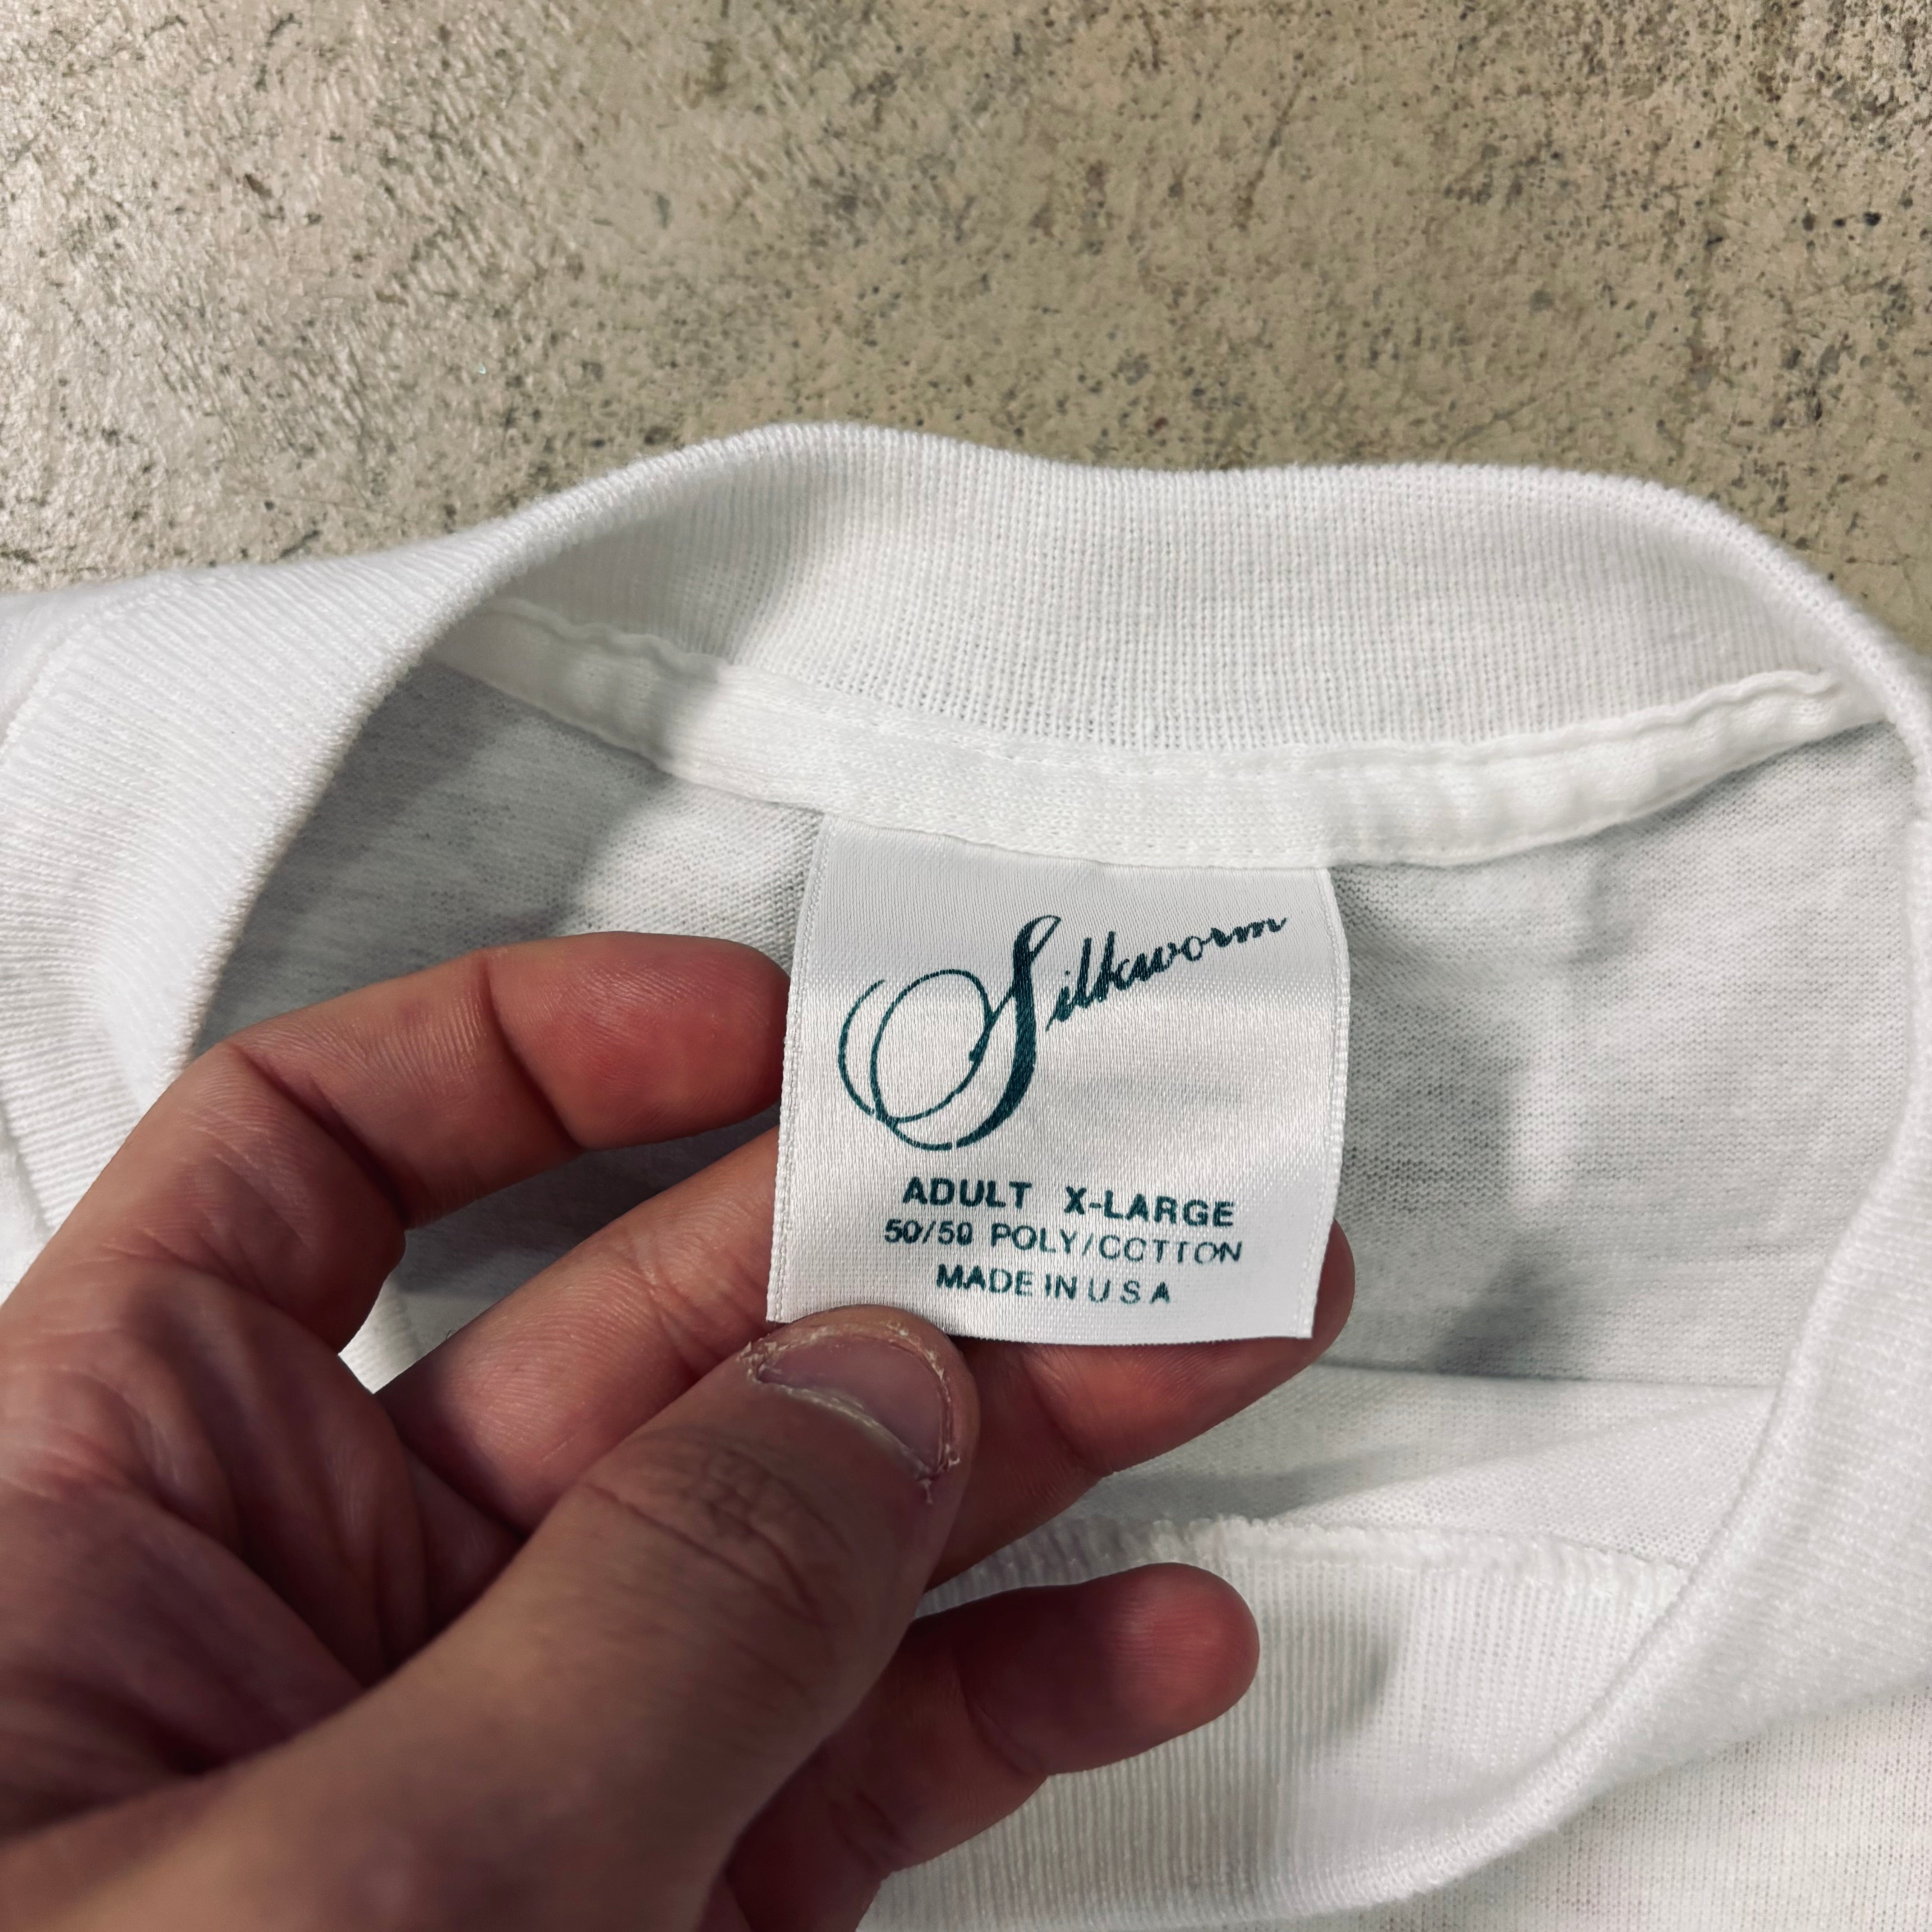 Silkworm
ADULT X-LARGE
50/50 POLY/COTTON
MADE IN U S A